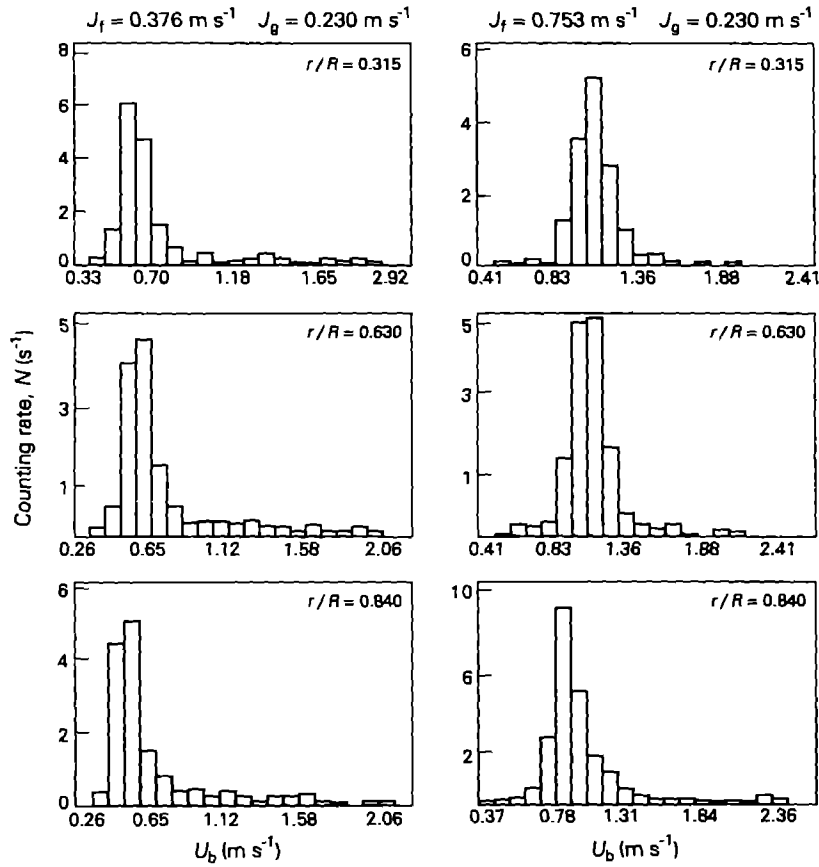 J_f = 0.376 m s⁻¹ J_g = 0.230 m s⁻¹
J_f = 0.753 m s⁻¹ J_g = 0.230 m s⁻¹
r/R = 0.315
8
6
4
2
0
0.33 0.70 1.18 1.65 2.92
r/R = 0.315
6
4
2
0
0.41 0.83 1.36 1.88 2.41
Counting rate, N (s⁻¹)
r/R = 0.630
5
3
1
0.26 0.65 1.12 1.58 2.06
r/R = 0.630
5
3
1
0.41 0.83 1.36 1.88 2.41
r/R = 0.840
6
4
2
0
0.26 0.65 1.12 1.58 2.06
U_b (m s⁻¹)
r/R = 0.840
10
6
2
0.37 0.78 1.31 1.84 2.36
U_b (m s⁻¹)